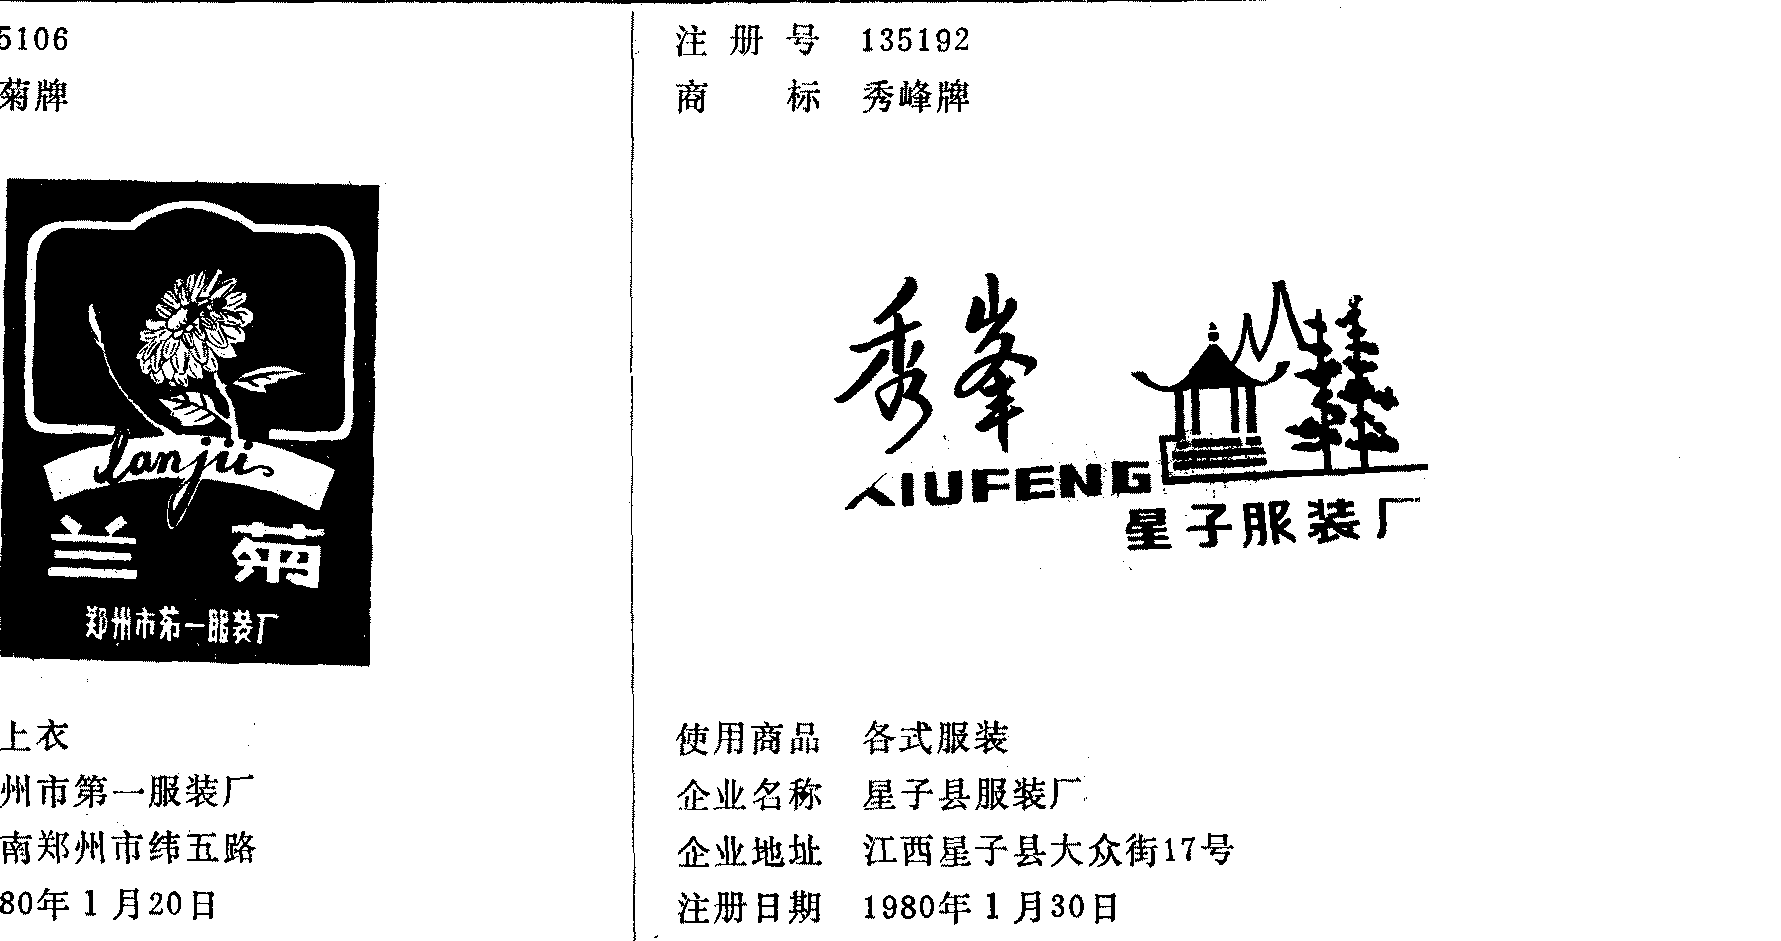 5106
菊牌
lanjü
兰菊
郑州市第一服装厂
上衣
州市第一服装厂
南郑州市纬五路
80年1月20日
注册号 135192
商标 秀峰牌
秀峯
XIUFENG
星子服装厂
使用商品 各式服装
企业名称 星子县服装厂
企业地址 江西星子县大众街17号
注册日期 1980年1月30日